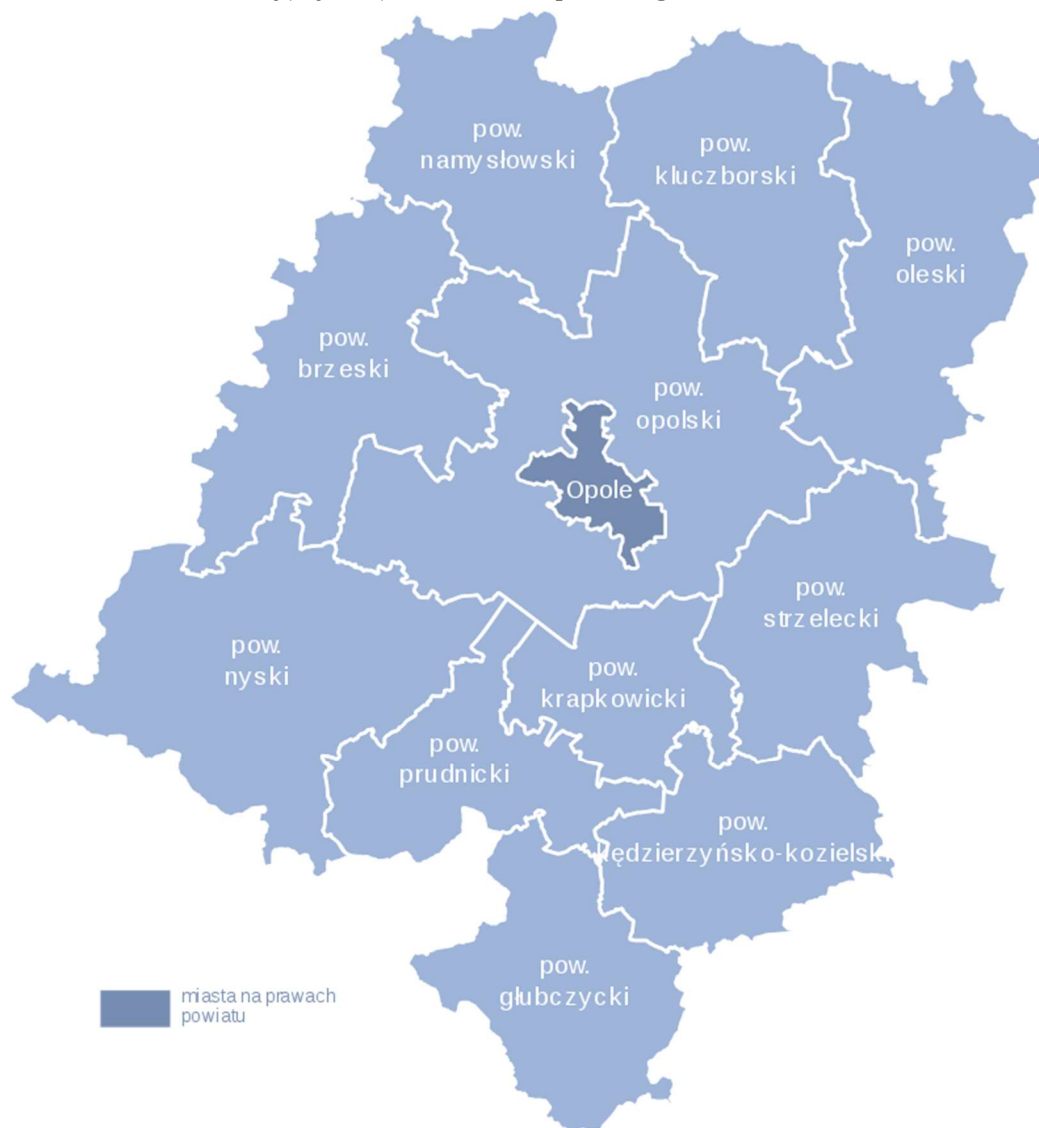 pow.
namysłowski
pow.
kluczborski
pow.
oleski
pow.
brzeski
pow.
opolski
Opole
pow.
strzelecki
pow.
nyski
pow.
krapkowicki
pow.
prudnicki
pow.
kędzierzyńsko-kozielski
pow.
głubczycki
miasta na prawach
powiatu